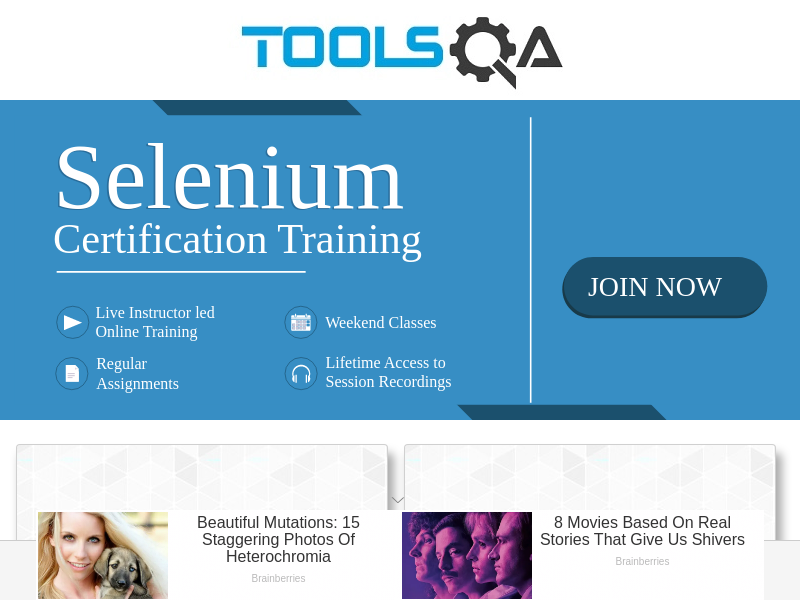 TOOLSQA
Selenium
Certification Training
JOIN NOW
Live Instructor led
Online Training
Weekend Classes
Regular
Assignments
Lifetime Access to
Session Recordings
Beautiful Mutations: 15
Staggering Photos Of
Heterochromia
Brainberries
8 Movies Based On Real
Stories That Give Us Shivers
Brainberries